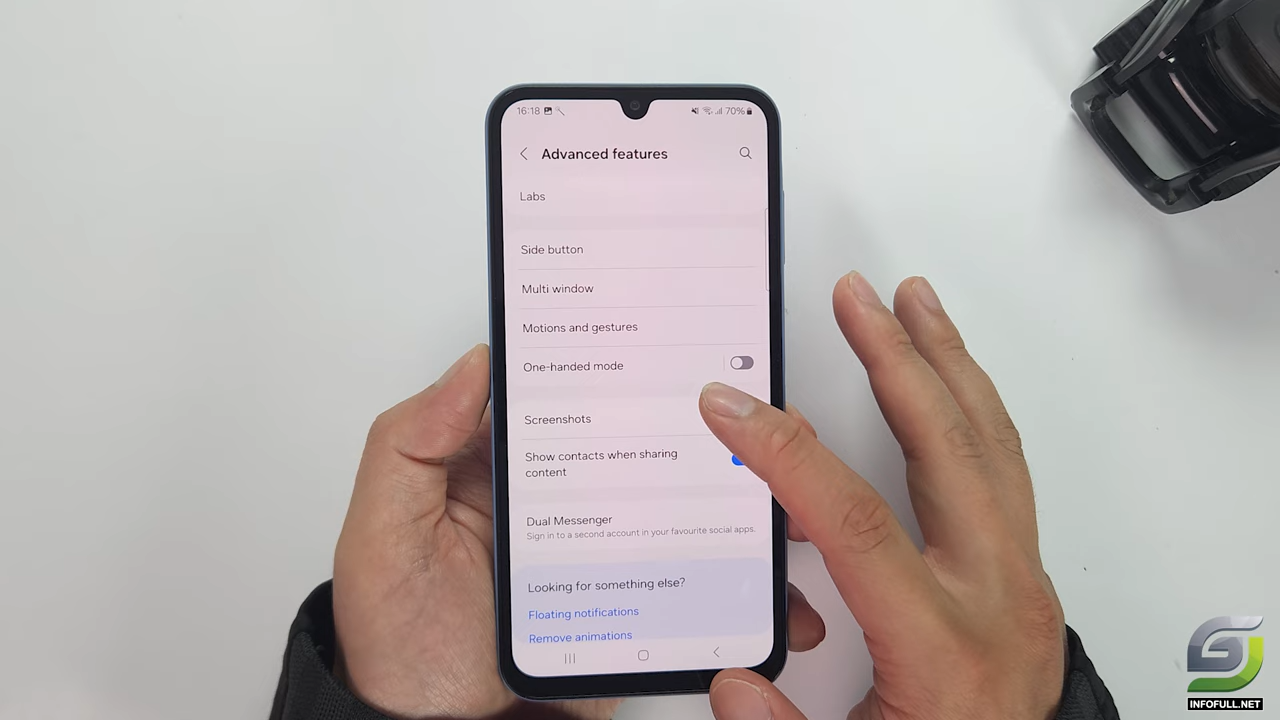 16:18 70%
Advanced features
Labs
Side button
Multi window
Motions and gestures
One-handed mode
Screenshots
Show contacts when sharing
content
Dual Messenger
Sign in to a second account in your favourite social apps.
Looking for something else?
Floating notifications
Remove animations
INFOFULL.NET